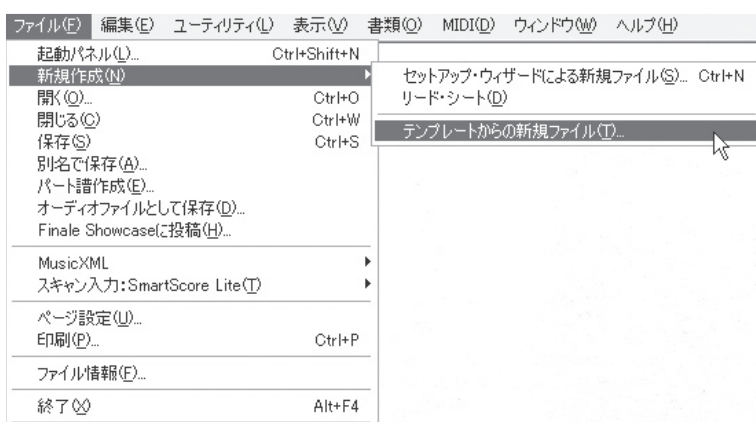 ファイル(F) 編集(E) ユーティリティ(L) 表示(V) 書類(O) MIDI(D) ウィンドウ(W) ヘルプ(H)
起動パネル(L)... Ctrl+Shift+N
新規作成(N)
セットアップ・ウィザードによる新規ファイル(S)... Ctrl+N
リード・シート(D)
テンプレートからの新規ファイル(T)...
開く(O)... Ctrl+O
閉じる(C) Ctrl+W
保存(S) Ctrl+S
別名で保存(A)...
パート譜作成(E)...
オーディオファイルとして保存(D)...
Finale Showcaseに投稿(H)...
MusicXML
スキャン入力:SmartScore Lite(T)
ページ設定(U)...
印刷(P)... Ctrl+P
ファイル情報(F)...
終了(X) Alt+F4